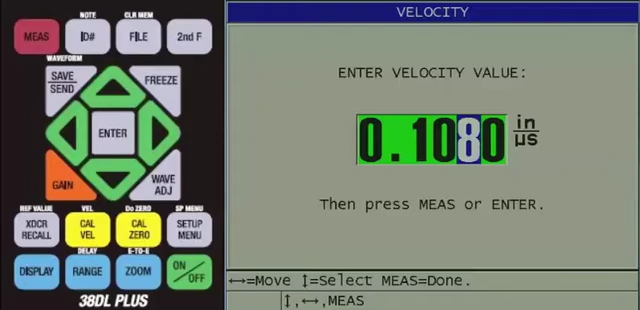 NOTE CLR MEM
MEAS ID# FILE 2nd F
WAVEFORM
SAVE
SEND
FREEZE
ENTER
GAIN
WAVE
ADJ
REF VALUE VEL Do ZERO SP MENU
XDCR
RECALL
CAL
VEL
CAL
ZERO
SETUP
MENU
DELAY E-TO-E
DISPLAY RANGE ZOOM ON/OFF
38DL PLUS
VELOCITY
ENTER VELOCITY VALUE:
0.1080 in/µs
Then press MEAS or ENTER.
↔=Move ↕=Select MEAS=Done.
↕,↔,MEAS